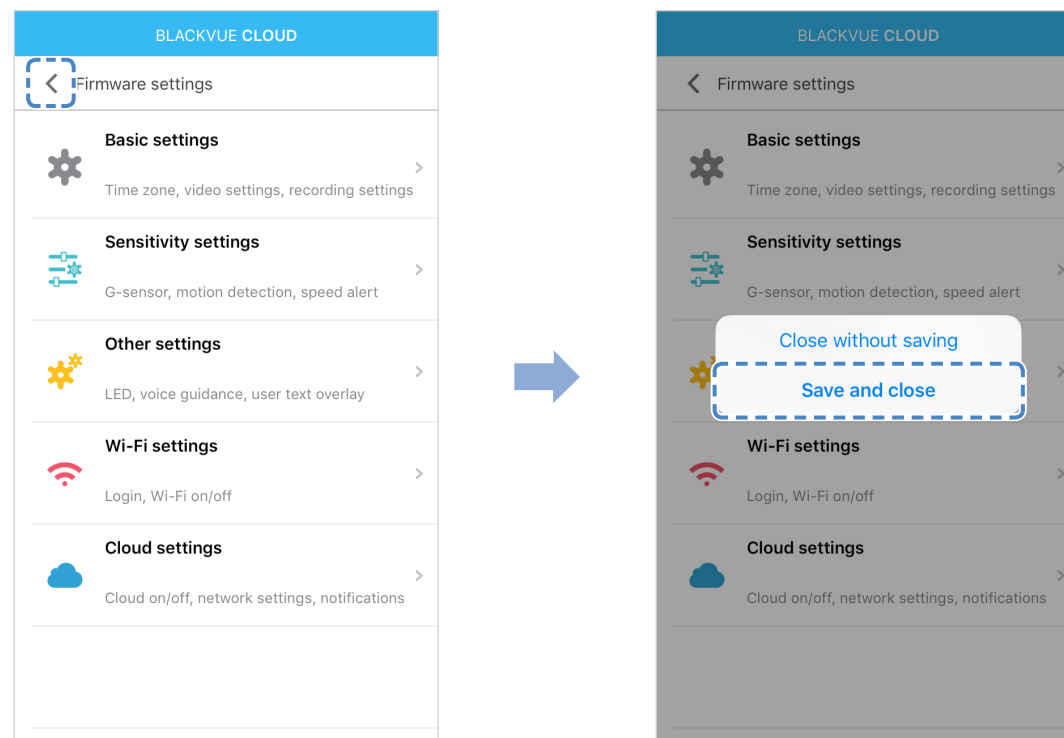 BLACKVUE CLOUD
Firmware settings
Basic settings
Time zone, video settings, recording settings
Sensitivity settings
G-sensor, motion detection, speed alert
Other settings
LED, voice guidance, user text overlay
Wi-Fi settings
Login, Wi-Fi on/off
Cloud settings
Cloud on/off, network settings, notifications
BLACKVUE CLOUD
Firmware settings
Basic settings
Time zone, video settings, recording settings
Sensitivity settings
G-sensor, motion detection, speed alert
Close without saving
Save and close
Wi-Fi settings
Login, Wi-Fi on/off
Cloud settings
Cloud on/off, network settings, notifications